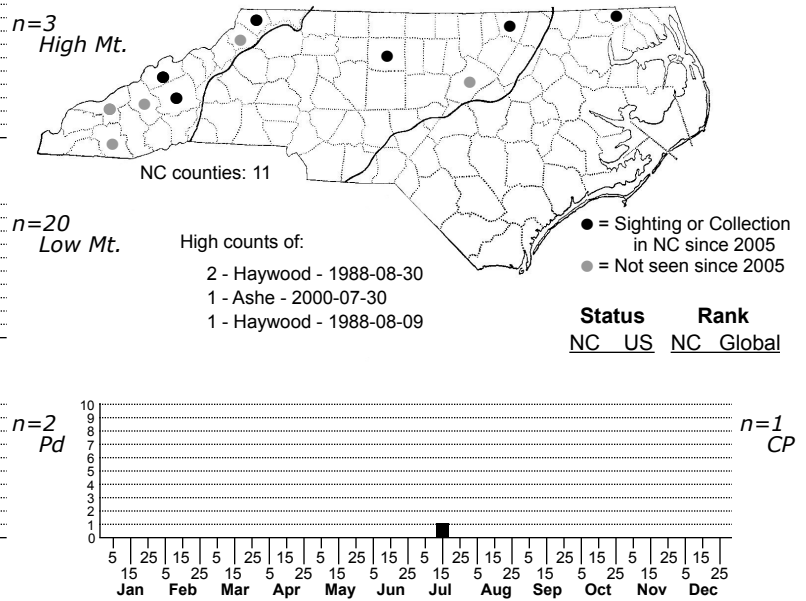 n=3
High Mt.
NC counties: 11
n=20
Low Mt.
High counts of:
2 - Haywood - 1988-08-30
1 - Ashe - 2000-07-30
1 - Haywood - 1988-08-09
= Sighting or Collection
in NC since 2005
= Not seen since 2005
Status Rank
NC US NC Global
n=2
Pd
n=1
CP
10
9
8
7
6
5
4
3
2
1
0
5 25 15 5 25 15 5 25 15 5 25 15 5 25 15 5 25 15
15 5 25 15 5 25 15 5 25 15 5 25 15 5 25 15 5 25
Jan Feb Mar Apr May Jun Jul Aug Sep Oct Nov Dec